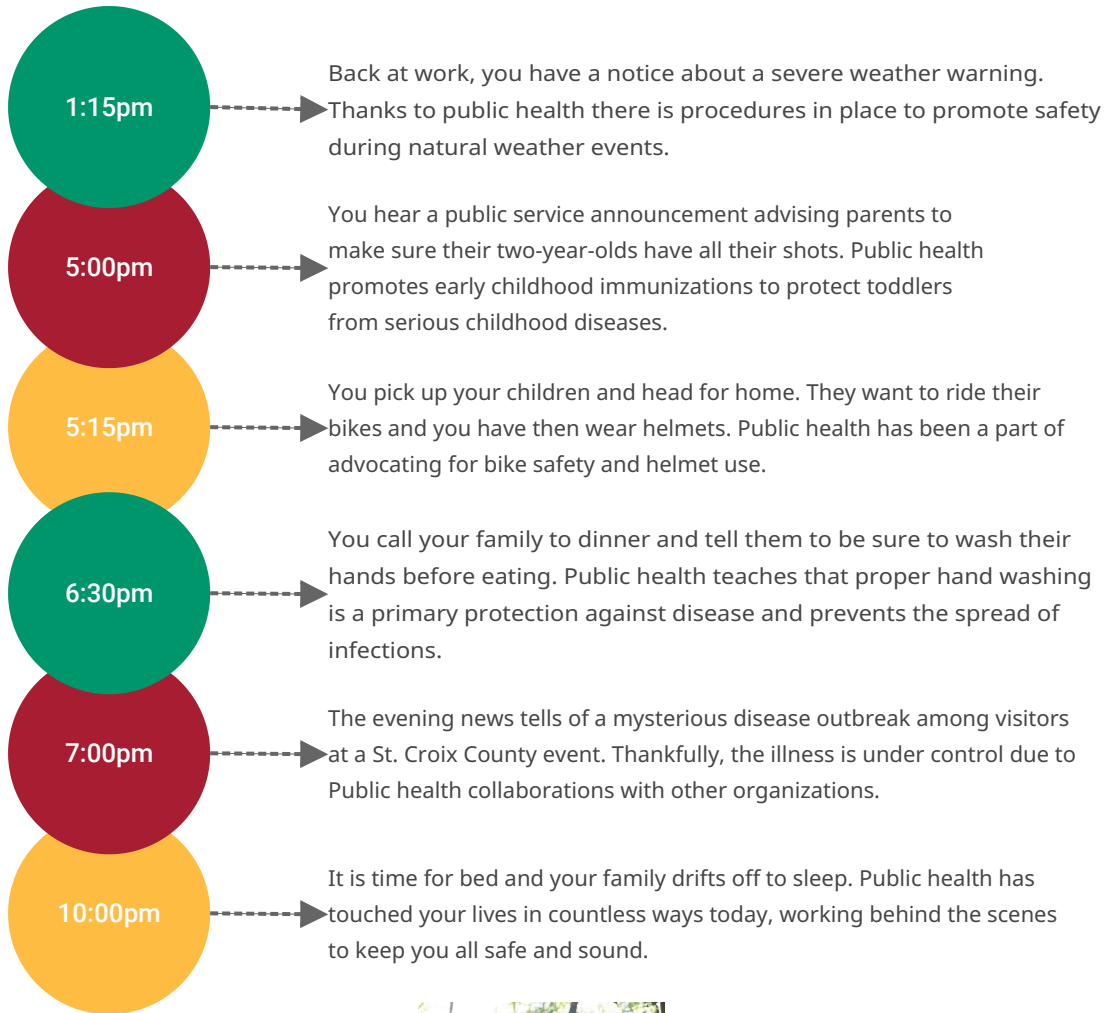 1:15pm
Back at work, you have a notice about a severe weather warning.
Thanks to public health there is procedures in place to promote safety
during natural weather events.
5:00pm
You hear a public service announcement advising parents to
make sure their two-year-olds have all their shots. Public health
promotes early childhood immunizations to protect toddlers
from serious childhood diseases.
5:15pm
You pick up your children and head for home. They want to ride their
bikes and you have then wear helmets. Public health has been a part of
advocating for bike safety and helmet use.
6:30pm
You call your family to dinner and tell them to be sure to wash their
hands before eating. Public health teaches that proper hand washing
is a primary protection against disease and prevents the spread of
infections.
7:00pm
The evening news tells of a mysterious disease outbreak among visitors
at a St. Croix County event. Thankfully, the illness is under control due to
Public health collaborations with other organizations.
10:00pm
It is time for bed and your family drifts off to sleep. Public health has
touched your lives in countless ways today, working behind the scenes
to keep you all safe and sound.